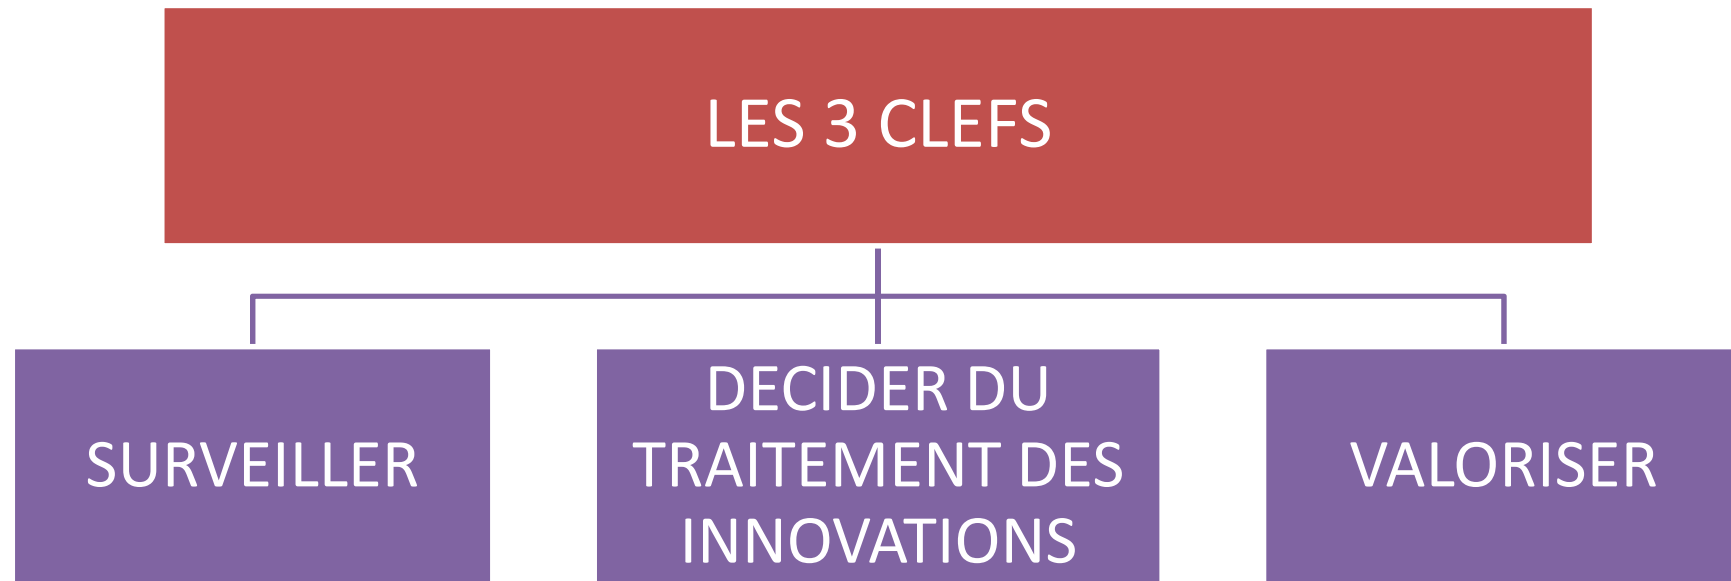 LES 3 CLEFS
SURVEILLER
DECIDER DU
TRAITEMENT DES
INNOVATIONS
VALORISER